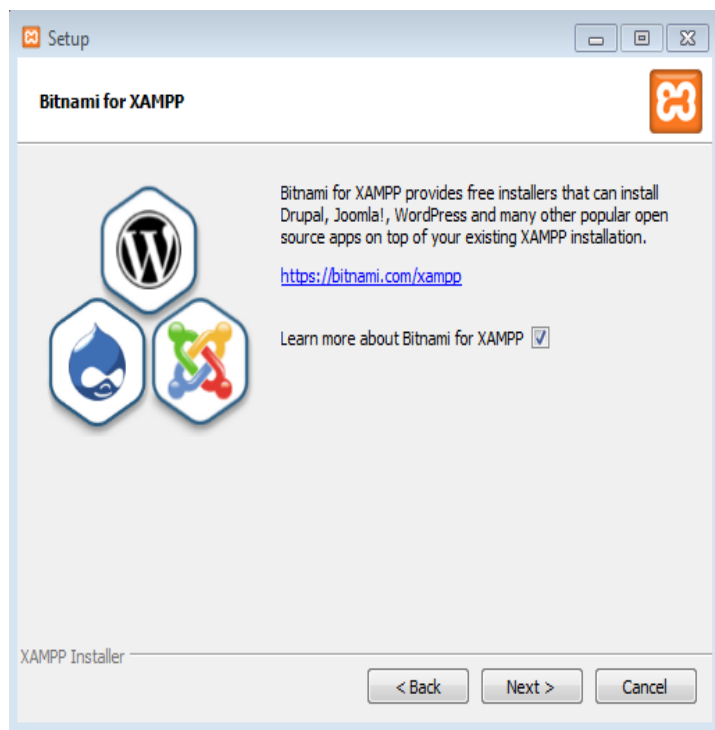 Setup
Bitnami for XAMPP
Bitnami for XAMPP provides free installers that can install
Drupal, Joomla!, WordPress and many other popular open
source apps on top of your existing XAMPP installation.
https://bitnami.com/xampp
Learn more about Bitnami for XAMPP
XAMPP Installer
< Back
Next >
Cancel